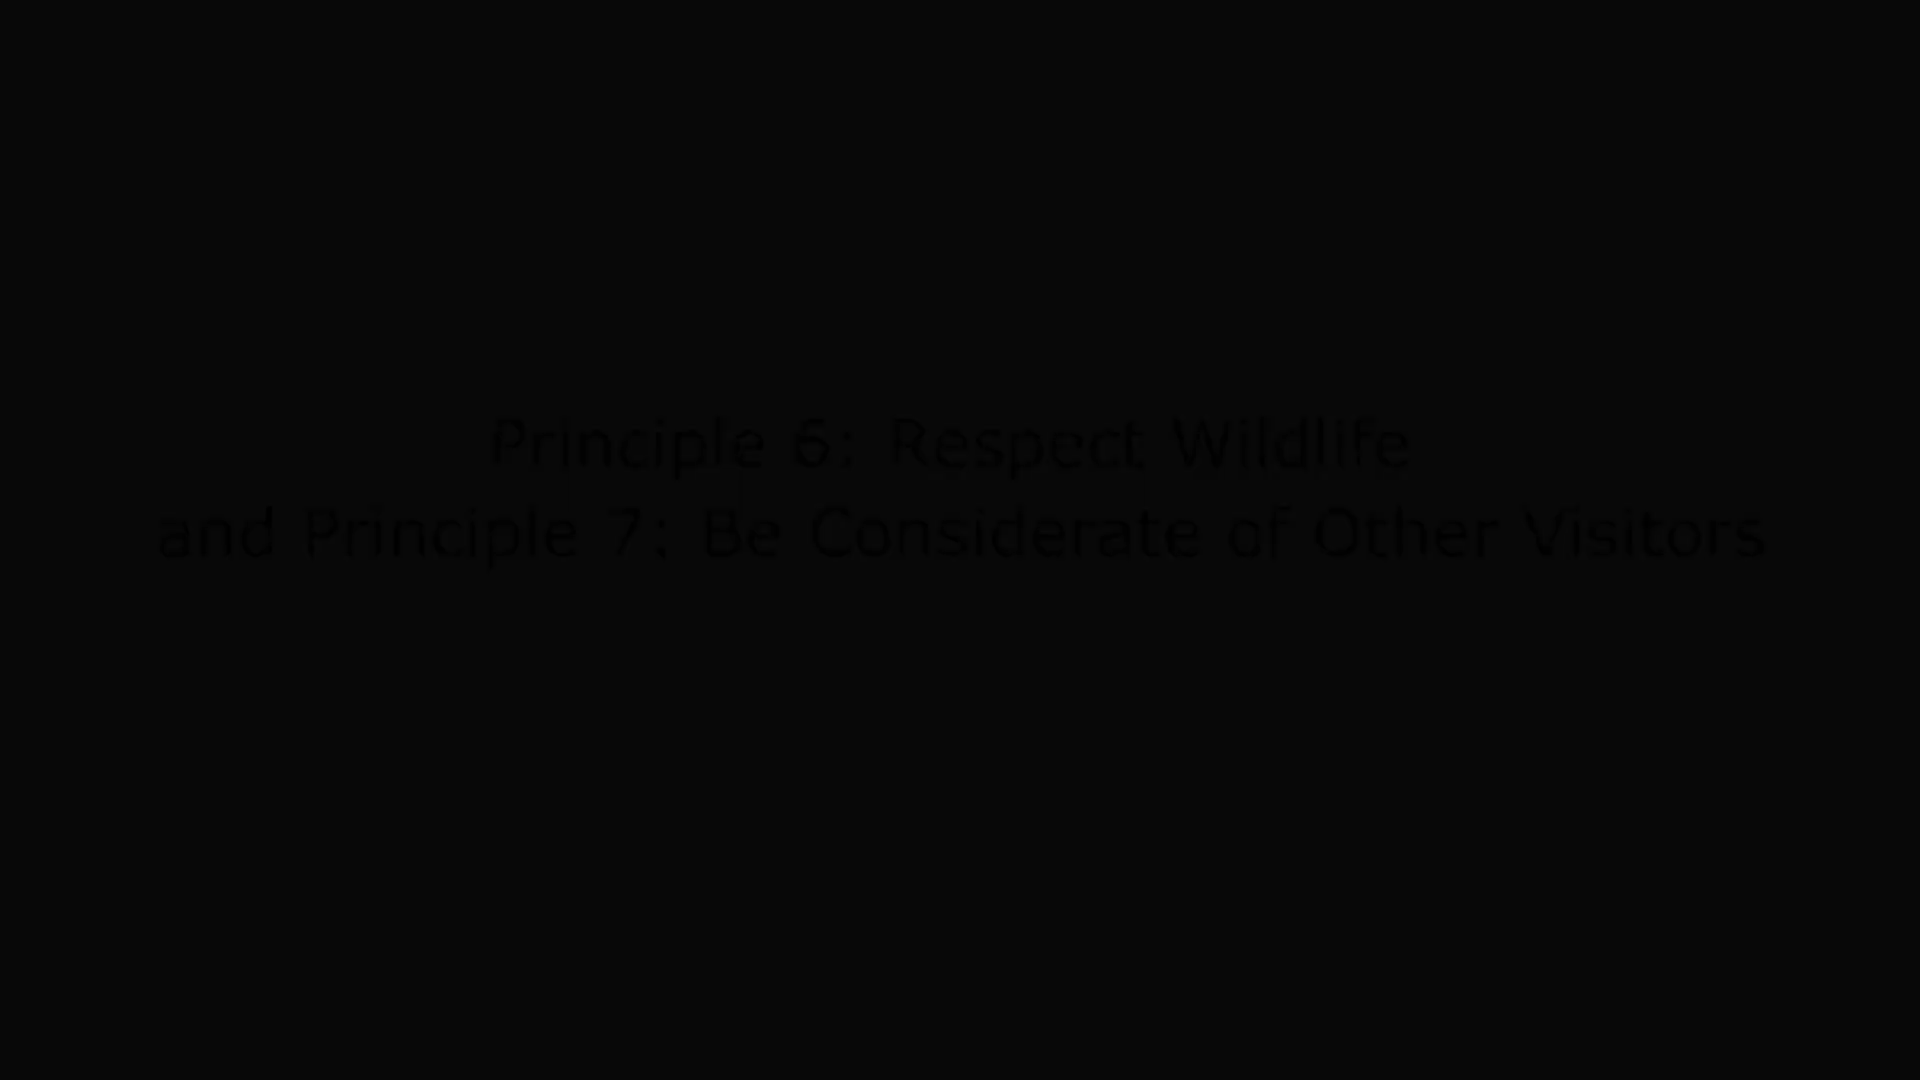 Principle 6: Respect Wildlife
and Principle 7: Be Considerate of Other Visitors